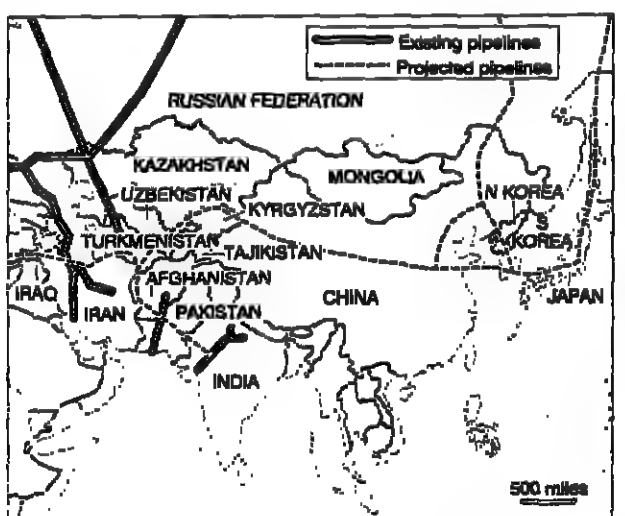 Existing pipelines
Projected pipelines
RUSSIAN FEDERATION
KAZAKHSTAN
MONGOLIA
UZBEKISTAN
KYRGYZSTAN
N KOREA
S
KOREA
TURKMENISTAN
TAJIKISTAN
AFGHANISTAN
IRAQ
IRAN
PAKISTAN
CHINA
JAPAN
INDIA
500 miles